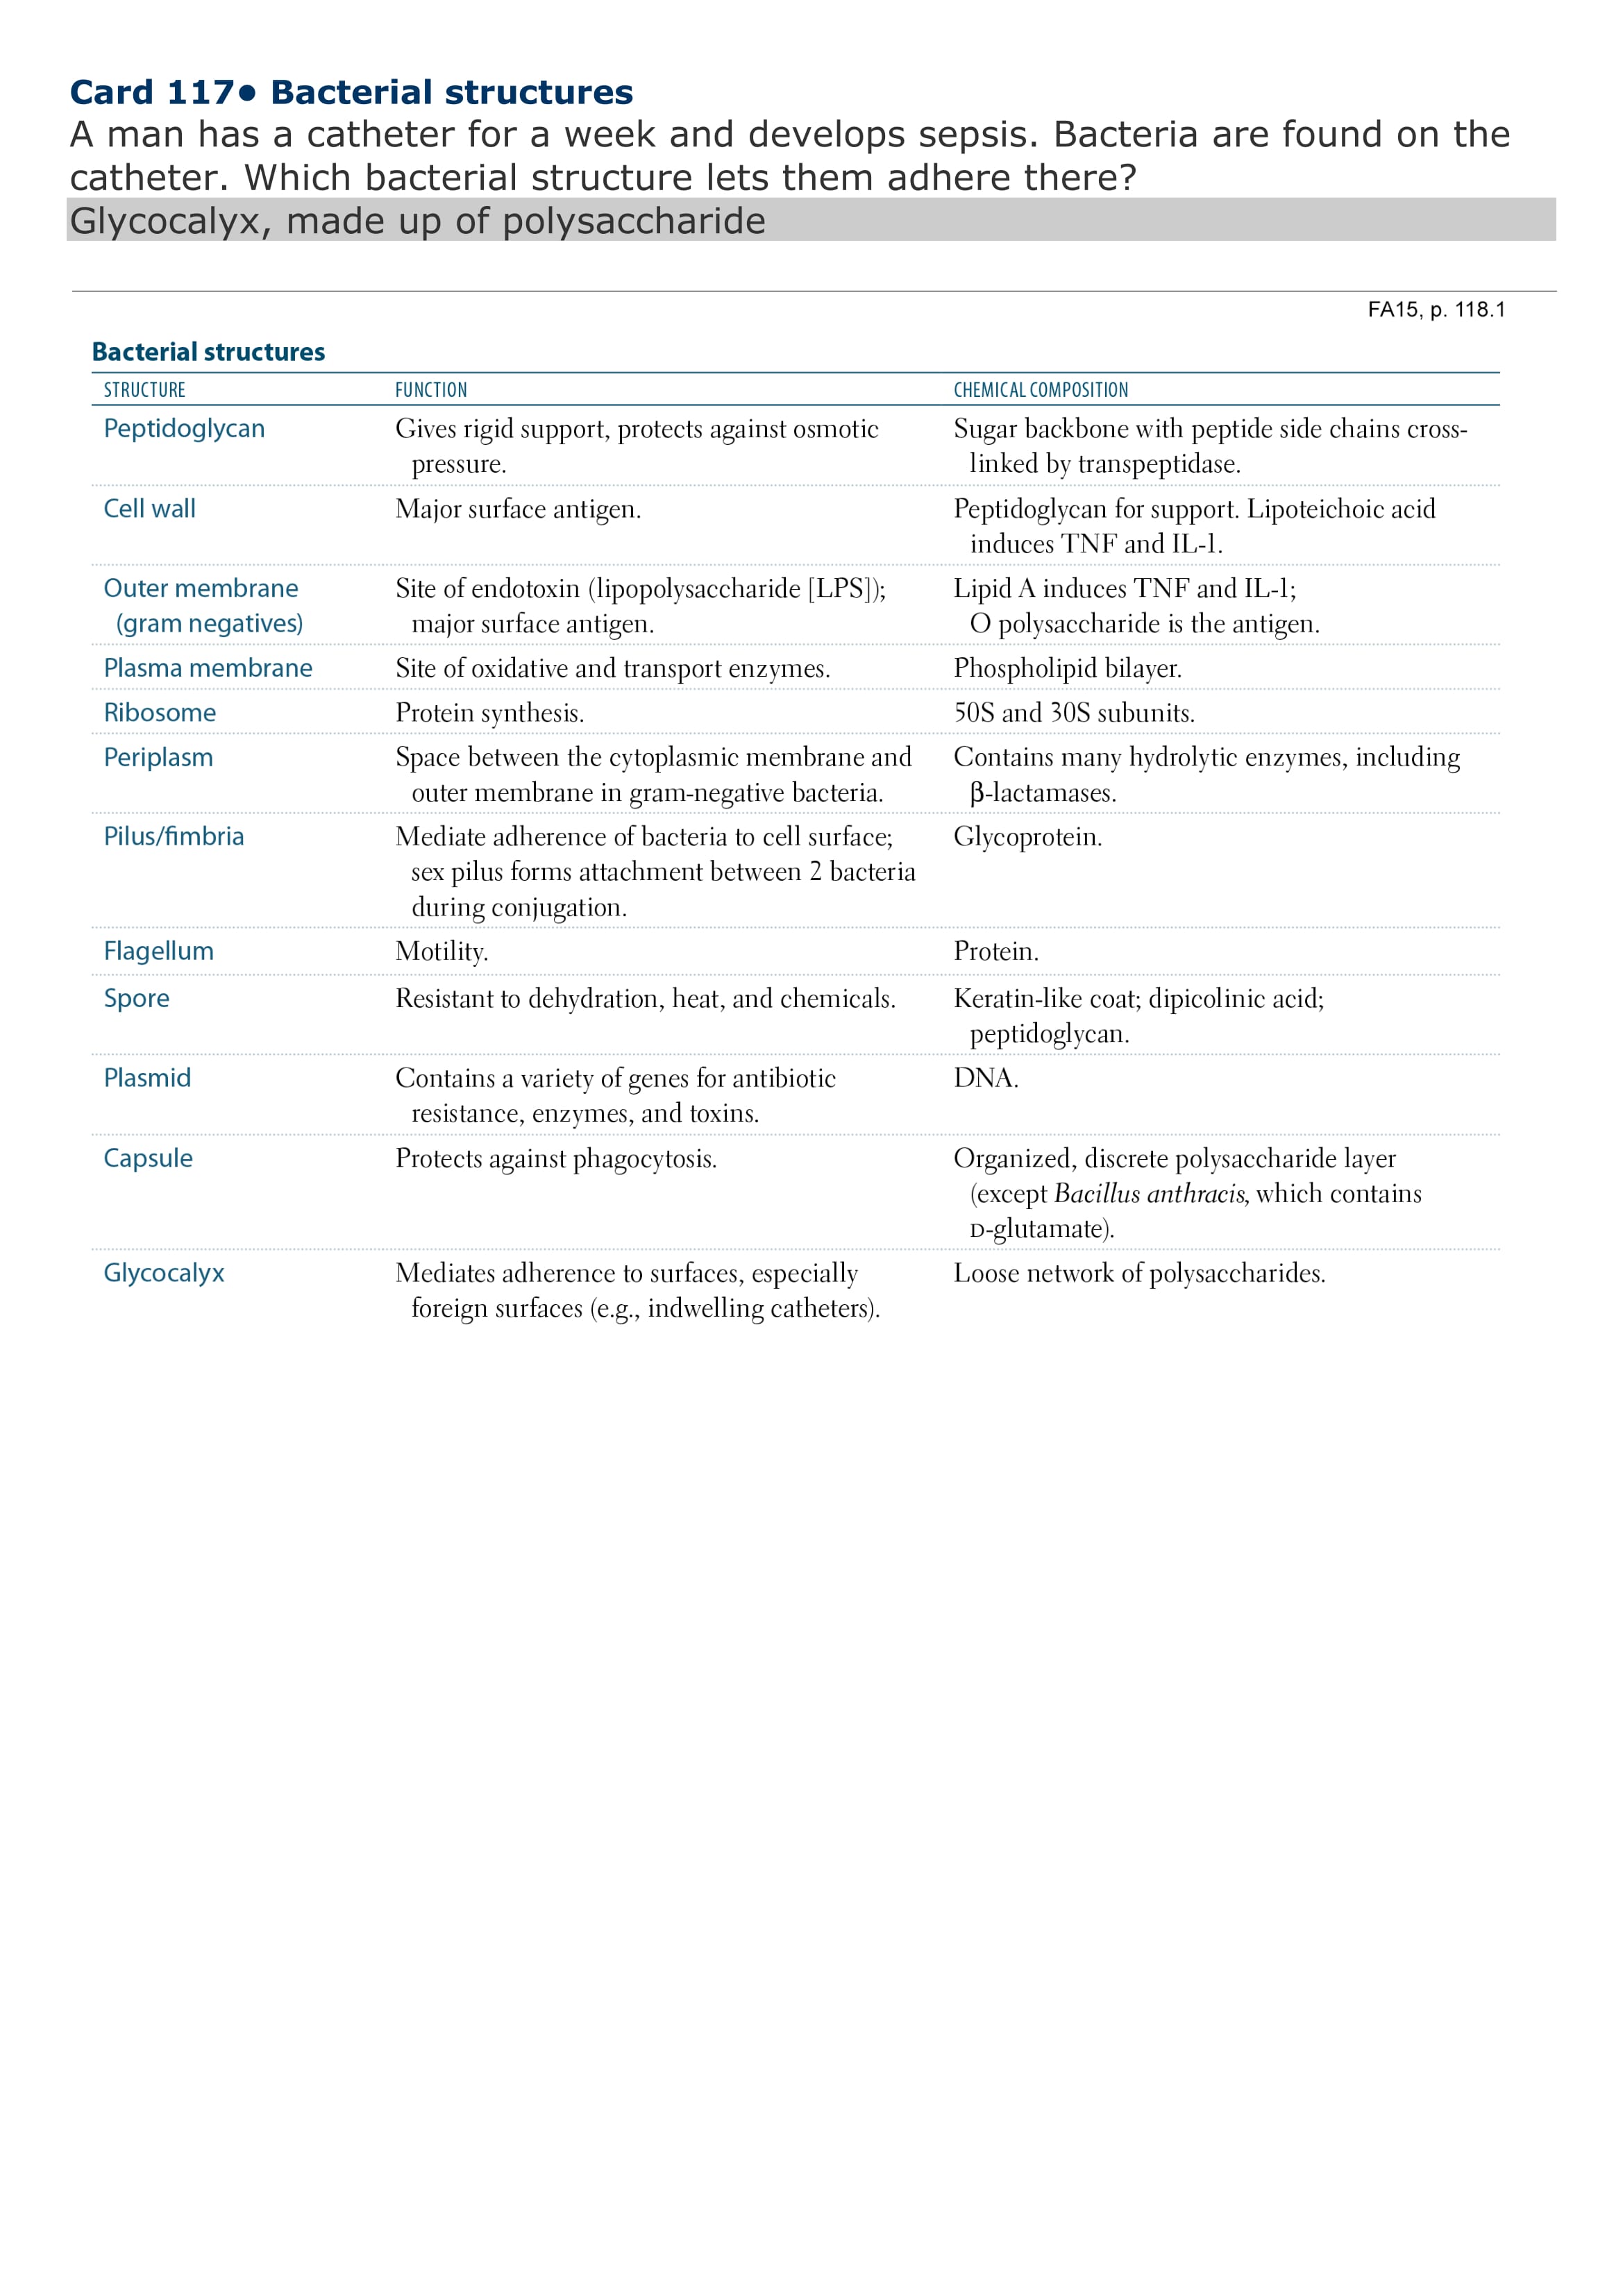 Card 117• Bacterial structures
A man has a catheter for a week and develops sepsis. Bacteria are found on the
catheter. Which bacterial structure lets them adhere there?
Glycocalyx, made up of polysaccharide
FA15, p. 118.1
Bacterial structures
STRUCTURE FUNCTION CHEMICAL COMPOSITION
Peptidoglycan Gives rigid support, protects against osmotic Sugar backbone with peptide side chains cross-
pressure. linked by transpeptidase.
Cell wall Major surface antigen. Peptidoglycan for support. Lipoteichoic acid
induces TNF and IL-1.
Outer membrane Site of endotoxin (lipopolysaccharide [LPS]); Lipid A induces TNF and IL-1;
(gram negatives) major surface antigen. O polysaccharide is the antigen.
Plasma membrane Site of oxidative and transport enzymes. Phospholipid bilayer.
Ribosome Protein synthesis. 50S and 30S subunits.
Periplasm Space between the cytoplasmic membrane and Contains many hydrolytic enzymes, including
outer membrane in gram-negative bacteria. β-lactamases.
Pilus/fimbria Mediate adherence of bacteria to cell surface; Glycoprotein.
sex pilus forms attachment between 2 bacteria
during conjugation.
Flagellum Motility. Protein.
Spore Resistant to dehydration, heat, and chemicals. Keratin-like coat; dipicolinic acid;
peptidoglycan.
Plasmid Contains a variety of genes for antibiotic DNA.
resistance, enzymes, and toxins.
Capsule Protects against phagocytosis. Organized, discrete polysaccharide layer
(except Bacillus anthracis, which contains
D-glutamate).
Glycocalyx Mediates adherence to surfaces, especially Loose network of polysaccharides.
foreign surfaces (e.g., indwelling catheters).